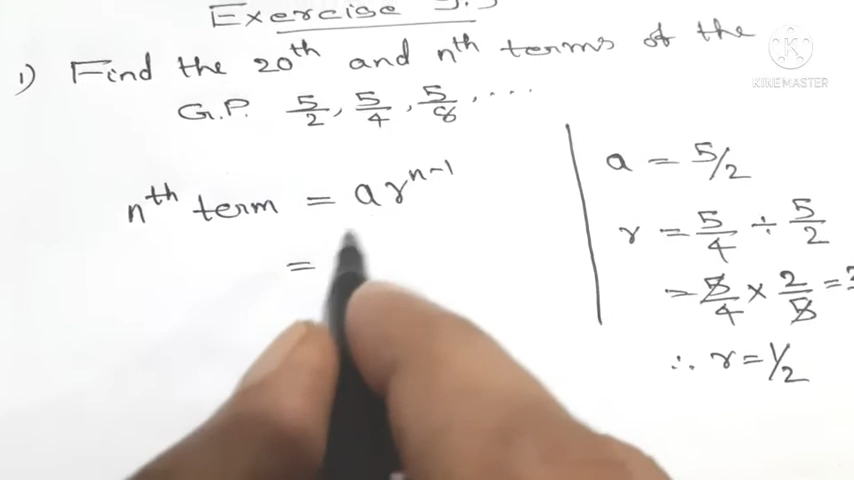 Exercise
1) Find the 20th and nth terms of the
G.P. 5/2, 5/4, 5/8, ...
nth term = ar^(n-1)
=
a = 5/2
r = 5/4 ÷ 5/2
= 5/4 × 2/5 =
∴ r = 1/2
K
KINEMASTER